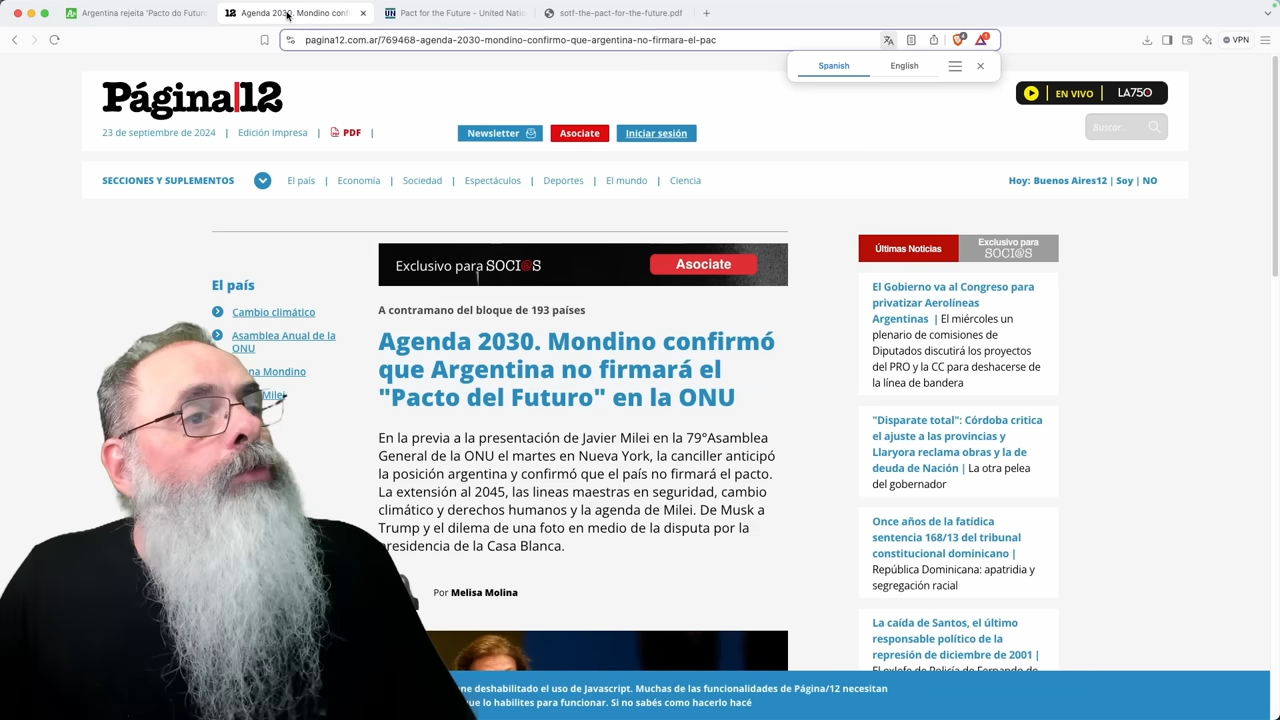 Argentina rejeita "Pacto do Futur
Agenda 2030. Mondino confi
Pact for the Future - United Nati
sotf-the-pact-for-the-future.pdf
pagina12.com.ar/769468-agenda-2030-mondino-confirmo-que-argentina-no-firmara-el-pac
VPN
Spanish
English
Página|12
EN VIVO
LA750
23 de septiembre de 2024 | Edición Impresa | PDF |
Newsletter
Asociate
Iniciar sesión
Buscar...
SECCIONES Y SUPLEMENTOS
El país | Economía | Sociedad | Espectáculos | Deportes | El mundo | Ciencia
Hoy: Buenos Aires12 | Soy | NO
Exclusivo para SOCI@S
Asociate
El país
Cambio climático
Asamblea Anual de la
ONU
na Mondino
Milei
A contramano del bloque de 193 países
Agenda 2030. Mondino confirmó
que Argentina no firmará el
"Pacto del Futuro" en la ONU
En la previa a la presentación de Javier Milei en la 79°Asamblea
General de la ONU el martes en Nueva York, la canciller anticipó
la posición argentina y confirmó que el país no firmará el pacto.
La extensión al 2045, las lineas maestras en seguridad, cambio
climático y derechos humanos y la agenda de Milei. De Musk a
Trump y el dilema de una foto en medio de la disputa por la
presidencia de la Casa Blanca.
Por Melisa Molina
Últimas Noticias
Exclusivo para
SOCI@S
El Gobierno va al Congreso para
privatizar Aerolíneas
Argentinas | El miércoles un
plenario de comisiones de
Diputados discutirá los proyectos
del PRO y la CC para deshacerse de
la línea de bandera
"Disparate total": Córdoba critica
el ajuste a las provincias y
Llaryora reclama obras y la de
deuda de Nación | La otra pelea
del gobernador
Once años de la fatídica
sentencia 168/13 del tribunal
constitucional dominicano |
República Dominicana: apatridia y
segregación racial
La caída de Santos, el último
responsable político de la
represión de diciembre de 2001 |
El exjefe de Policía de Fernando de
ne deshabilitado el uso de Javascript. Muchas de las funcionalidades de Página/12 necesitan
que lo habilites para funcionar. Si no sabés como hacerlo hacé